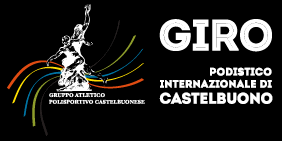 GRUPPO ATLETICO
POLISPORTIVO CASTELBUONESE
GIRO
PODISTICO
INTERNAZIONALE DI
CASTELBUONO